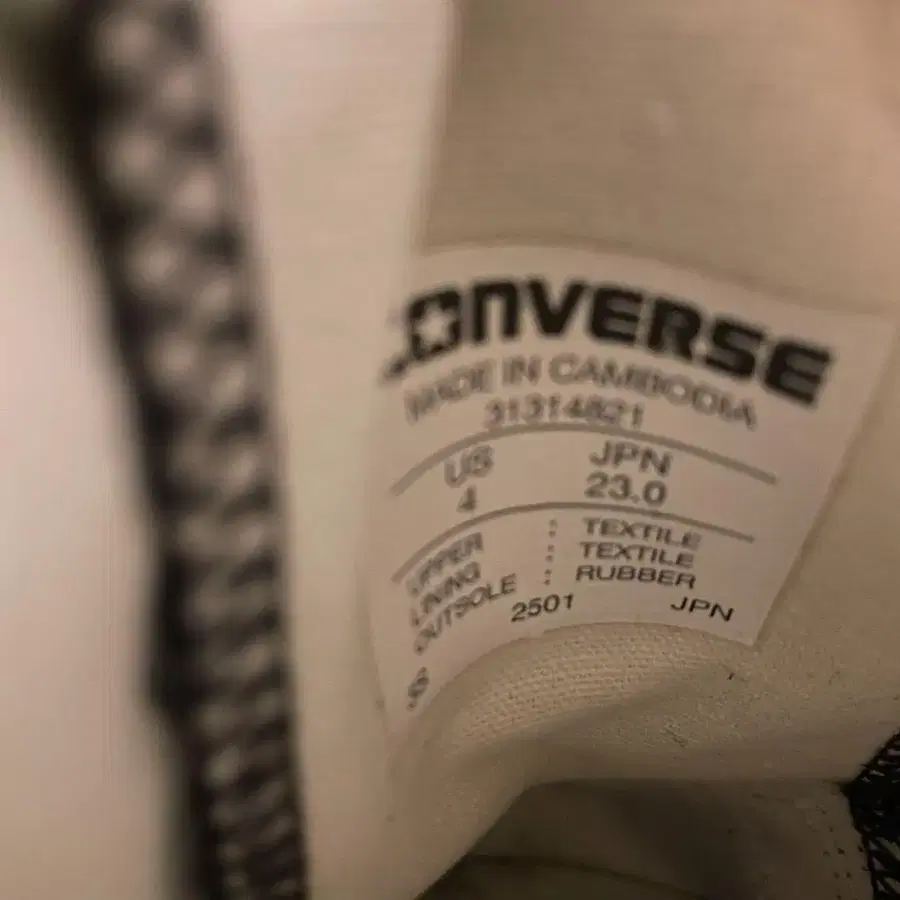 CONVERSE
MADE IN CAMBODIA
31314821
US JPN
4 23.0
UPPER : TEXTILE
LINING : TEXTILE
OUTSOLE : RUBBER
2501 JPN